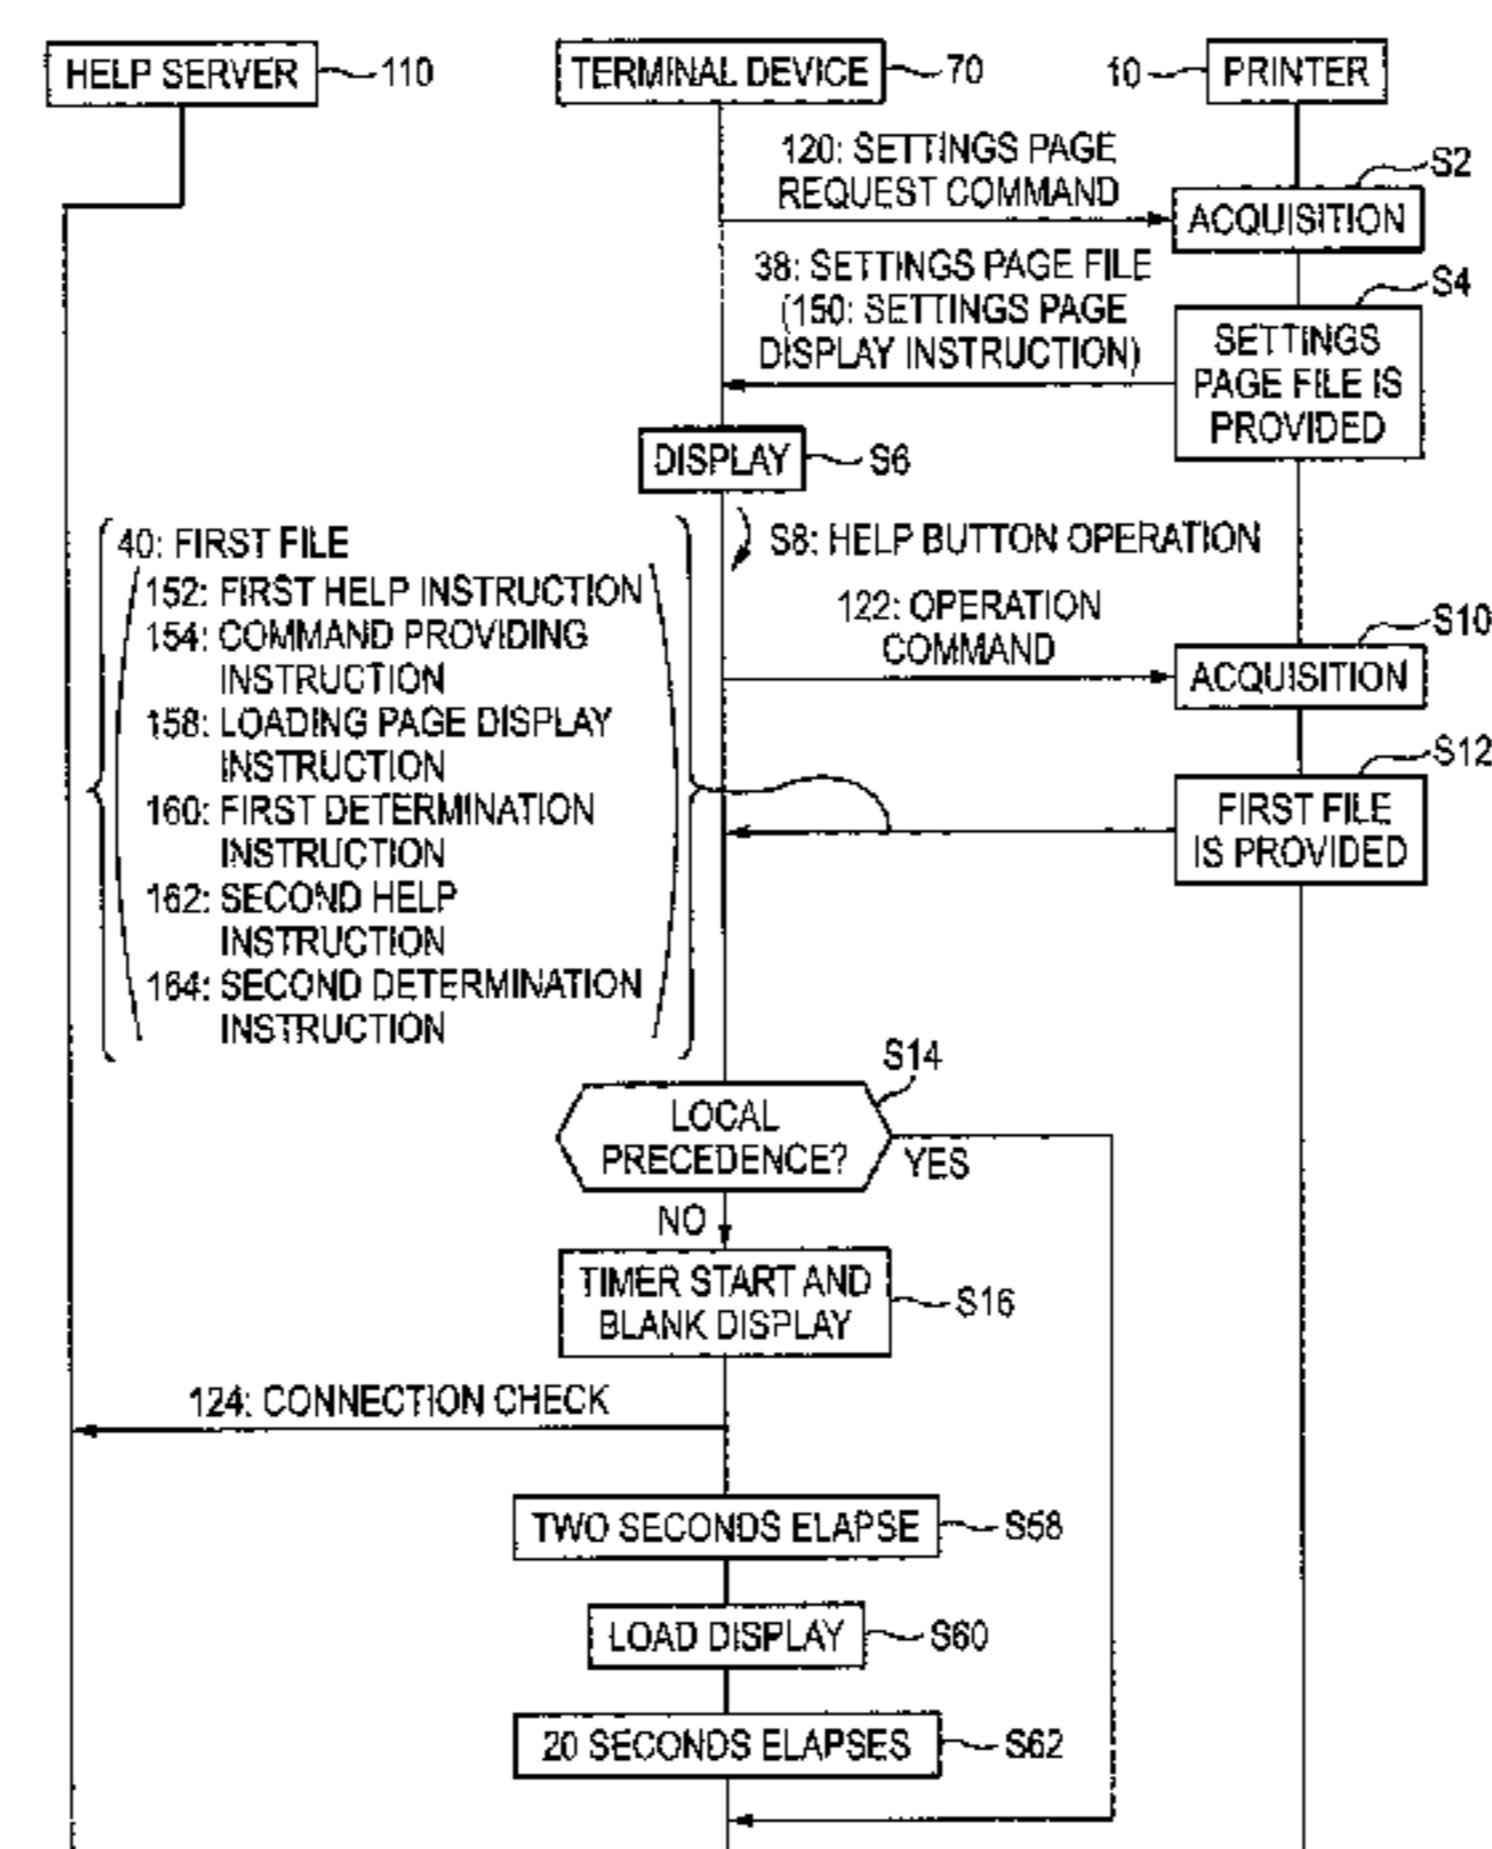 HELP SERVER
110
TERMINAL DEVICE
70
10
PRINTER
120: SETTINGS PAGE
REQUEST COMMAND
S2
ACQUISITION
38: SETTINGS PAGE FILE
(150: SETTINGS PAGE
DISPLAY INSTRUCTION)
S4
SETTINGS
PAGE FILE IS
PROVIDED
DISPLAY
S6
S8: HELP BUTTON OPERATION
40: FIRST FILE
152: FIRST HELP INSTRUCTION
154: COMMAND PROVIDING
INSTRUCTION
158: LOADING PAGE DISPLAY
INSTRUCTION
160: FIRST DETERMINATION
INSTRUCTION
162: SECOND HELP
INSTRUCTION
164: SECOND DETERMINATION
INSTRUCTION
122: OPERATION
COMMAND
S10
ACQUISITION
S12
FIRST FILE
IS PROVIDED
S14
LOCAL
PRECEDENCE?
YES
NO
TIMER START AND
BLANK DISPLAY
S16
124: CONNECTION CHECK
TWO SECONDS ELAPSE
S58
LOAD DISPLAY
S60
20 SECONDS ELAPSES
S62